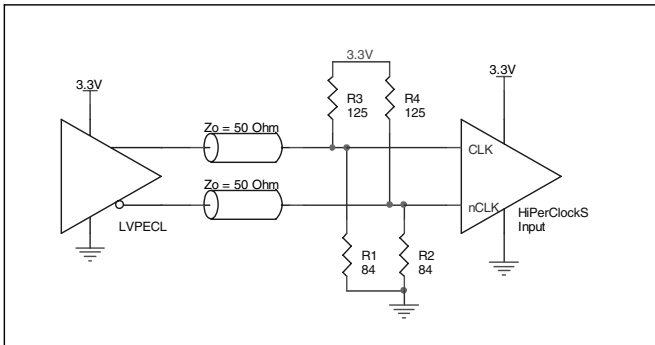 3.3V
3.3V
3.3V
R3
125
R4
125
Zo = 50 Ohm
CLK
Zo = 50 Ohm
nCLK
HiPerClockS
Input
LVPECL
R1
84
R2
84